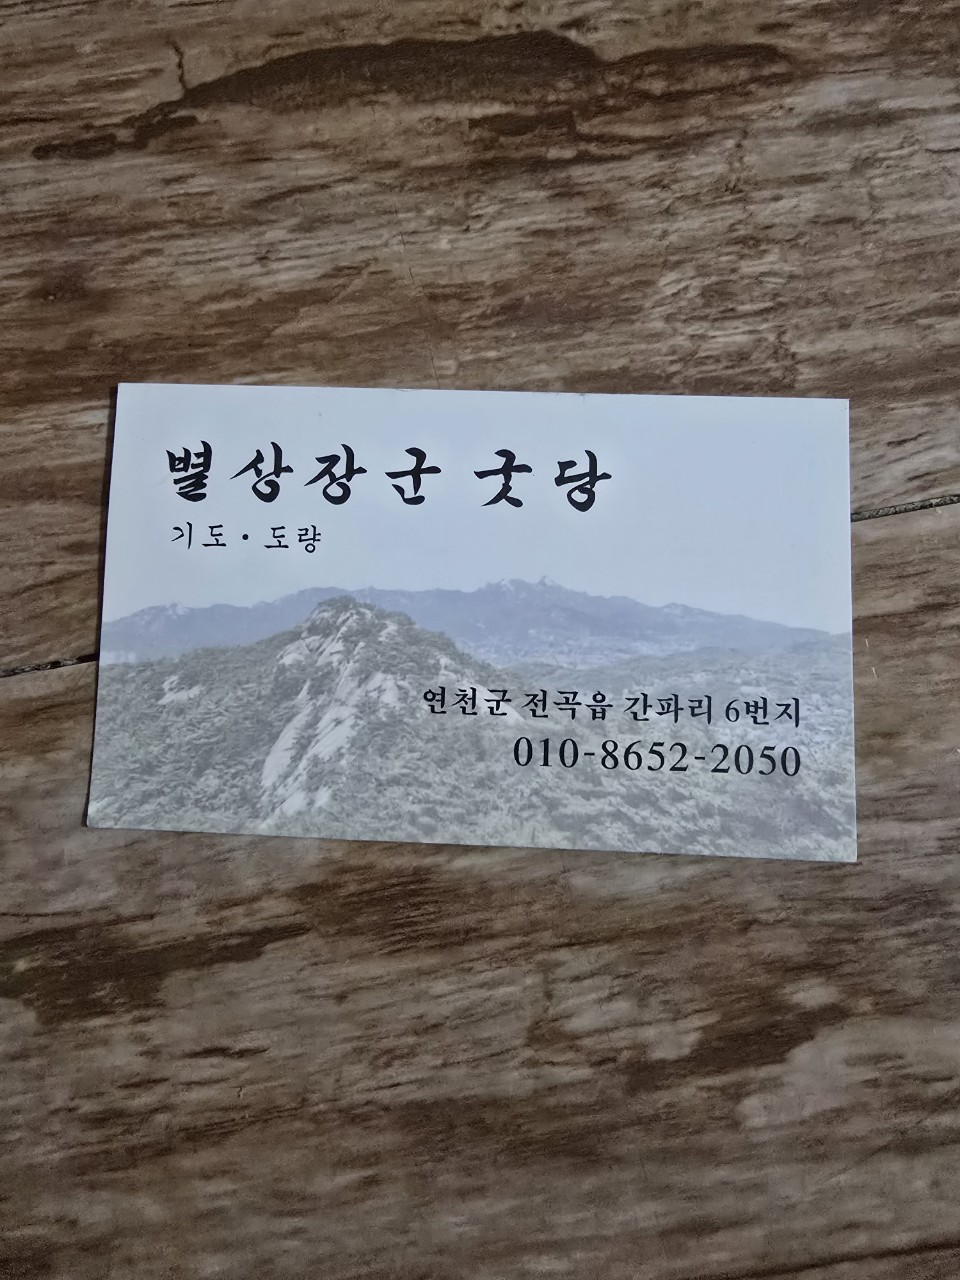 별상장군 굿당
기도·도량
연천군 전곡읍 간파리 6번지
010-8652-2050